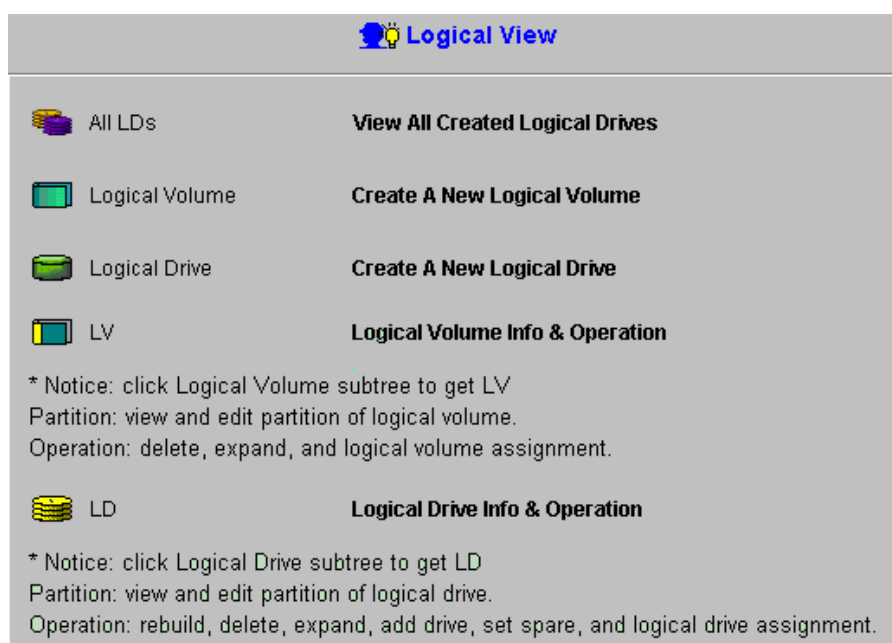 Logical View
All LDs View All Created Logical Drives
Logical Volume Create A New Logical Volume
Logical Drive Create A New Logical Drive
LV Logical Volume Info & Operation
* Notice: click Logical Volume subtree to get LV
Partition: view and edit partition of logical volume.
Operation: delete, expand, and logical volume assignment.
LD Logical Drive Info & Operation
* Notice: click Logical Drive subtree to get LD
Partition: view and edit partition of logical drive.
Operation: rebuild, delete, expand, add drive, set spare, and logical drive assignment.